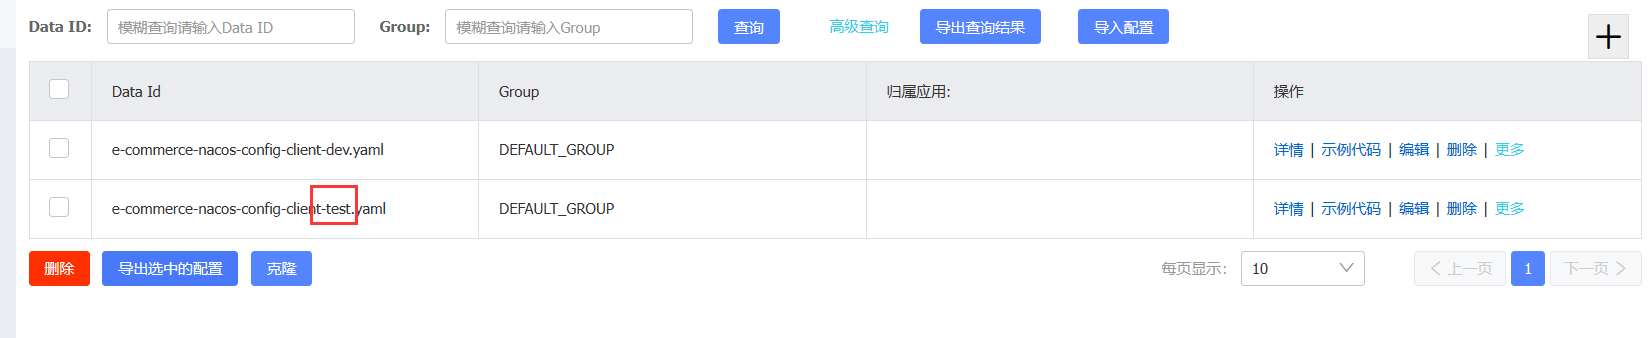 Data ID: 模糊查询请输入Data ID Group: 模糊查询请输入Group 查询 高级查询 导出查询结果 导入配置
Data Id Group 归属应用: 操作
e-commerce-nacos-config-client-dev.yaml DEFAULT_GROUP 详情 | 示例代码 | 编辑 | 删除 | 更多
e-commerce-nacos-config-client-test.yaml DEFAULT_GROUP 详情 | 示例代码 | 编辑 | 删除 | 更多
删除 导出选中的配置 克隆 每页显示: 10 上一页 1 下一页